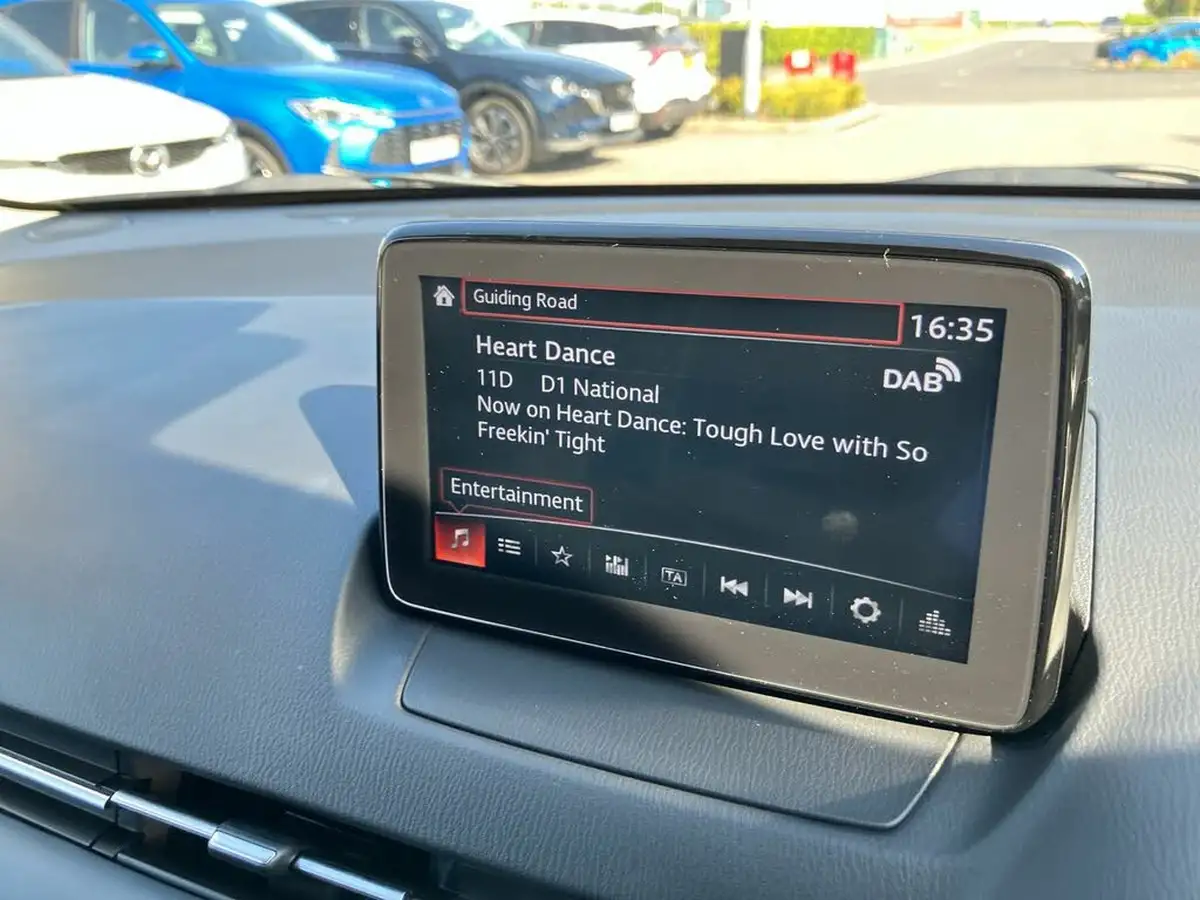 Guiding Road
16:35
Heart Dance
DAB
11D D1 National
Now on Heart Dance: Tough Love with So
Freekin' Tight
Entertainment
TA